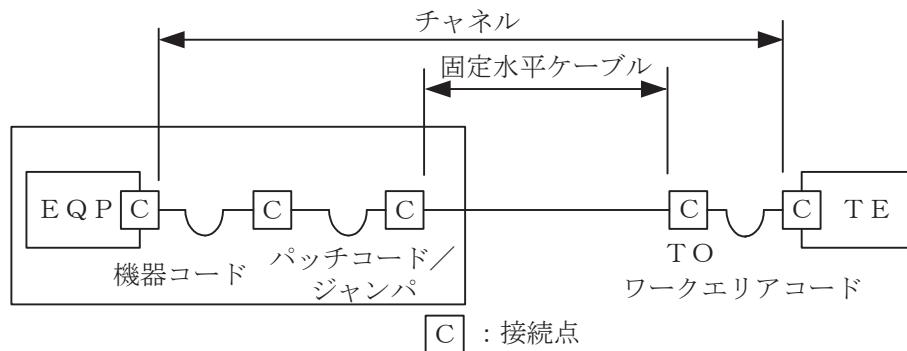 チャネル
固定水平ケーブル
EQP C C C C C TE
機器コード
パッチコード/
ジャンパ
TO
ワークエリアコード
C :接続点